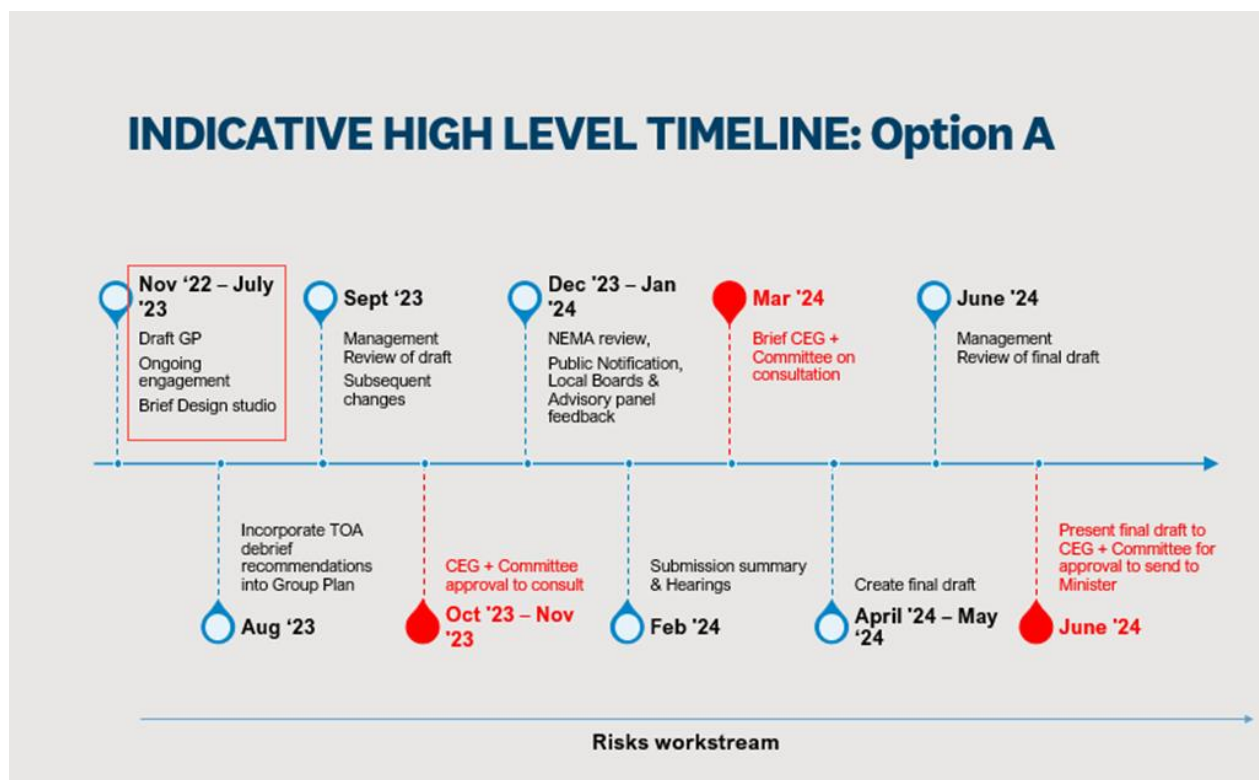 INDICATIVE HIGH LEVEL TIMELINE: Option A
Nov ‘22 – July
'23
Draft GP
Ongoing
engagement
Brief Design studio
Sept ‘23
Management
Review of draft
Subsequent
changes
Dec '23 – Jan
'24
NEMA review,
Public Notification,
Local Boards &
Advisory panel
feedback
Mar '24
Brief CEG +
Committee on
consultation
June '24
Management
Review of final draft
Incorporate TOA
debrief
recommendations
into Group Plan
Aug ‘23
CEG + Committee
approval to consult
Oct '23 – Nov
'23
Submission summary
& Hearings
Feb '24
Create final draft
April '24 – May
‘24
Present final draft to
CEG + Committee for
approval to send to
Minister
June '24
Risks workstream